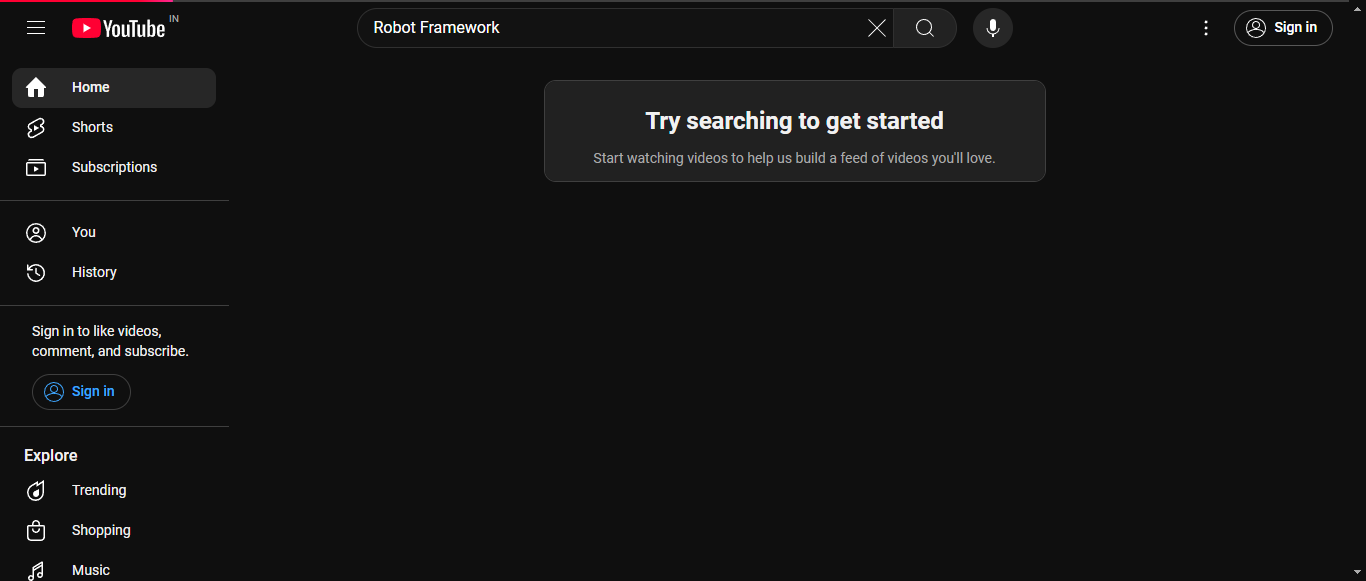 YouTube IN
Robot Framework
Sign in
Home
Shorts
Subscriptions
Try searching to get started
Start watching videos to help us build a feed of videos you'll love.
You
History
Sign in to like videos,
comment, and subscribe.
Sign in
Explore
Trending
Shopping
Music